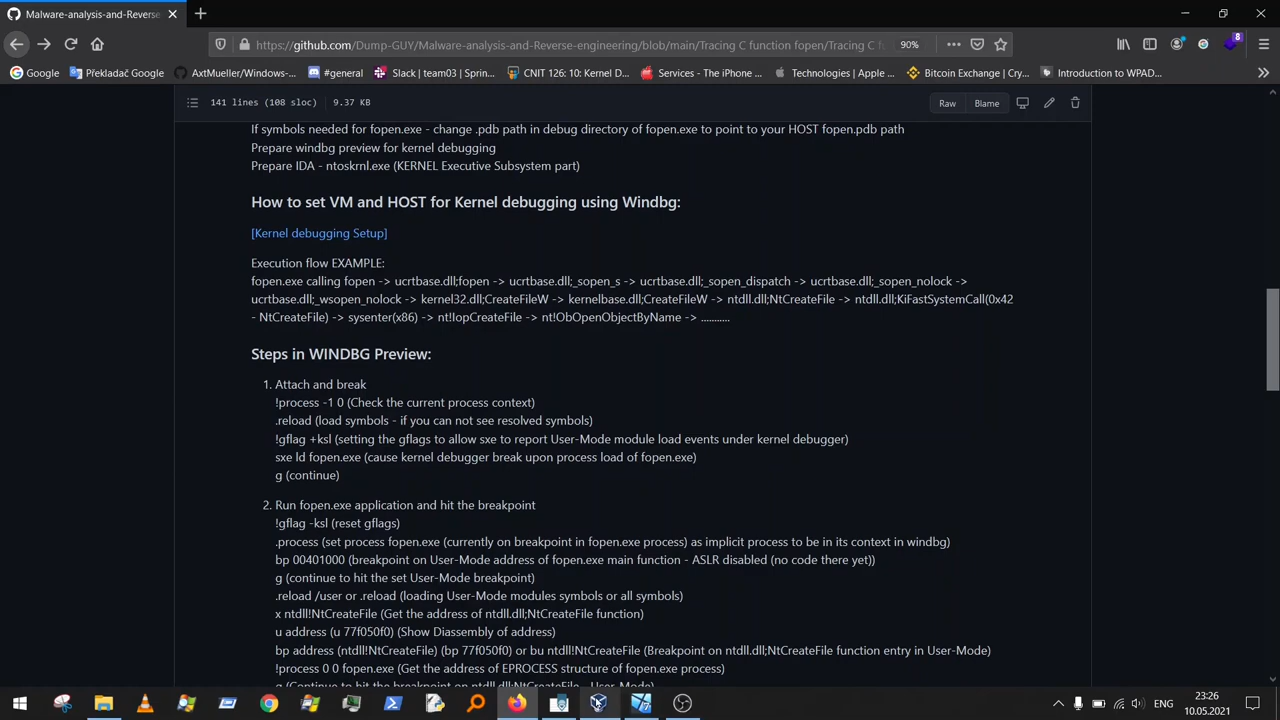 Malware-analysis-and-Reverse
https://github.com/Dump-GUY/Malware-analysis-and-Reverse-engineering/blob/main/Tracing C function fopen/Tracing C f
90%
8
Google
Překladač Google
AxtMueller/Windows-...
#general
Slack | team03 | Sprin...
CNIT 126: 10: Kernel D...
Services - The iPhone ...
Technologies | Apple ...
Bitcoin Exchange | Cry...
Introduction to WPAD...
141 lines (108 sloc)
9.37 KB
Raw
Blame
If symbols needed for fopen.exe - change .pdb path in debug directory of fopen.exe to point to your HOST fopen.pdb path
Prepare windbg preview for kernel debugging
Prepare IDA - ntoskrnl.exe (KERNEL Executive Subsystem part)
How to set VM and HOST for Kernel debugging using Windbg:
[Kernel debugging Setup]
Execution flow EXAMPLE:
fopen.exe calling fopen -> ucrtbase.dll;fopen -> ucrtbase.dll;_sopen_s -> ucrtbase.dll;_sopen_dispatch -> ucrtbase.dll;_sopen_nolock ->
ucrtbase.dll;_wsopen_nolock -> kernel32.dll;CreateFileW -> kernelbase.dll;CreateFileW -> ntdll.dll;NtCreateFile -> ntdll.dll;KiFastSystemCall(0x42
- NtCreateFile) -> sysenter(x86) -> nt!IopCreateFile -> nt!ObOpenObjectByName -> ...........
Steps in WINDBG Preview:
1. Attach and break
!process -1 0 (Check the current process context)
.reload (load symbols - if you can not see resolved symbols)
!gflag +ksl (setting the gflags to allow sxe to report User-Mode module load events under kernel debugger)
sxe ld fopen.exe (cause kernel debugger break upon process load of fopen.exe)
g (continue)
2. Run fopen.exe application and hit the breakpoint
!gflag -ksl (reset gflags)
.process (set process fopen.exe (currently on breakpoint in fopen.exe process) as implicit process to be in its context in windbg)
bp 00401000 (breakpoint on User-Mode address of fopen.exe main function - ASLR disabled (no code there yet))
g (continue to hit the set User-Mode breakpoint)
.reload /user or .reload (loading User-Mode modules symbols or all symbols)
x ntdll!NtCreateFile (Get the address of ntdll.dll;NtCreateFile function)
u address (u 77f050f0) (Show Diassembly of address)
bp address (ntdll!NtCreateFile) (bp 77f050f0) or bu ntdll!NtCreateFile (Breakpoint on ntdll.dll;NtCreateFile function entry in User-Mode)
!process 0 0 fopen.exe (Get the address of EPROCESS structure of fopen.exe process)
g (Continue to hit the breakpoint on ntdll.dll;NtCreateFile - User-Mode)
ENG
23:26
10.05.2021